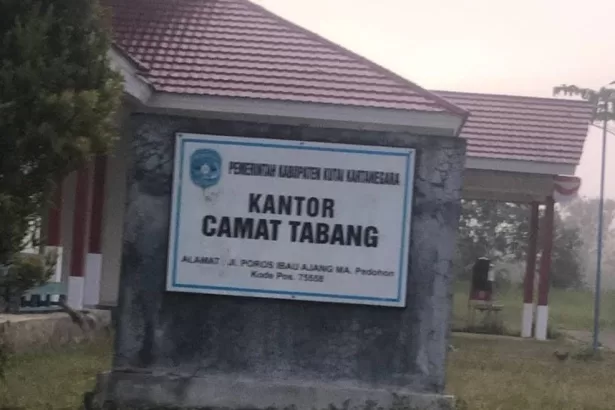 PEMERINTAH KABUPATEN KUTAI KARTANEGARA
KANTOR
CAMAT TABANG
ALAMAT : Jl. POROS IBAU AJANG MA. Pedohon
Kode Pos. 75558